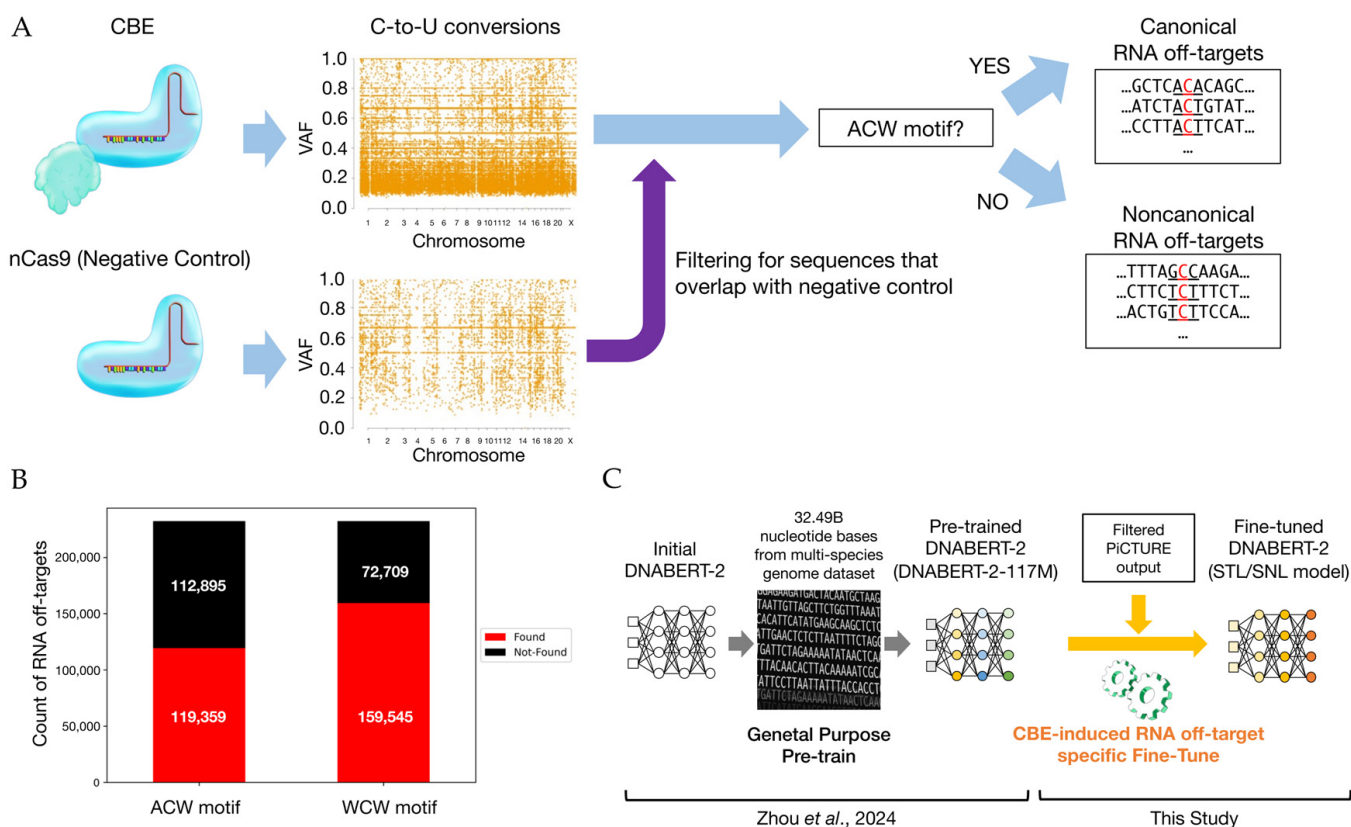 A
CBE
C-to-U conversions
VAF
1.0
0.8
0.6
0.4
0.2
0.0
1 2 3 4 5 6 7 8 9 10 11 12 14 16 18 20 X
Chromosome
nCas9 (Negative Control)
VAF
1.0
0.8
0.6
0.4
0.2
0.0
1 2 3 4 5 6 7 8 9 10 11 12 14 16 18 20 X
Chromosome
Filtering for sequences that
overlap with negative control
ACW motif?
YES
NO
Canonical
RNA off-targets
...GCTCACACAGC...
...ATCTACTGTAT...
...CCTTACTTCAT...
...
Noncanonical
RNA off-targets
...TTTAGCCAAGA...
...CTTCTCTTTCT...
...ACTGTCTTCCA...
...
B
Count of RNA off-targets
200,000
150,000
100,000
50,000
0
112,895
119,359
72,709
159,545
Found
Not-Found
ACW motif
WCW motif
C
Initial
DNABERT-2
32.49B
nucleotide bases
from multi-species
genome dataset
GGAGAAGATGACTACAATGCTAAG
TAATTGTTAGCTTCTGGTTTAAAT
CACATTCATATGAAGCAAGCTCTC
ATTGAACTCTCTTAATTTTCTAGG
TGATTCTAGAAAAATATAACTCAA
TTTACAACACTTACAAAAATCGCA
TATTCCTTAATTATTTACCACCTC
TGATTCTAGAAAAATATAACTCAA
Genetal Purpose
Pre-train
Pre-trained
DNABERT-2
(DNABERT-2-117M)
Filtered
PiCTURE
output
CBE-induced RNA off-target
specific Fine-Tune
Fine-tuned
DNABERT-2
(STL/SNL model)
Zhou et al., 2024
This Study